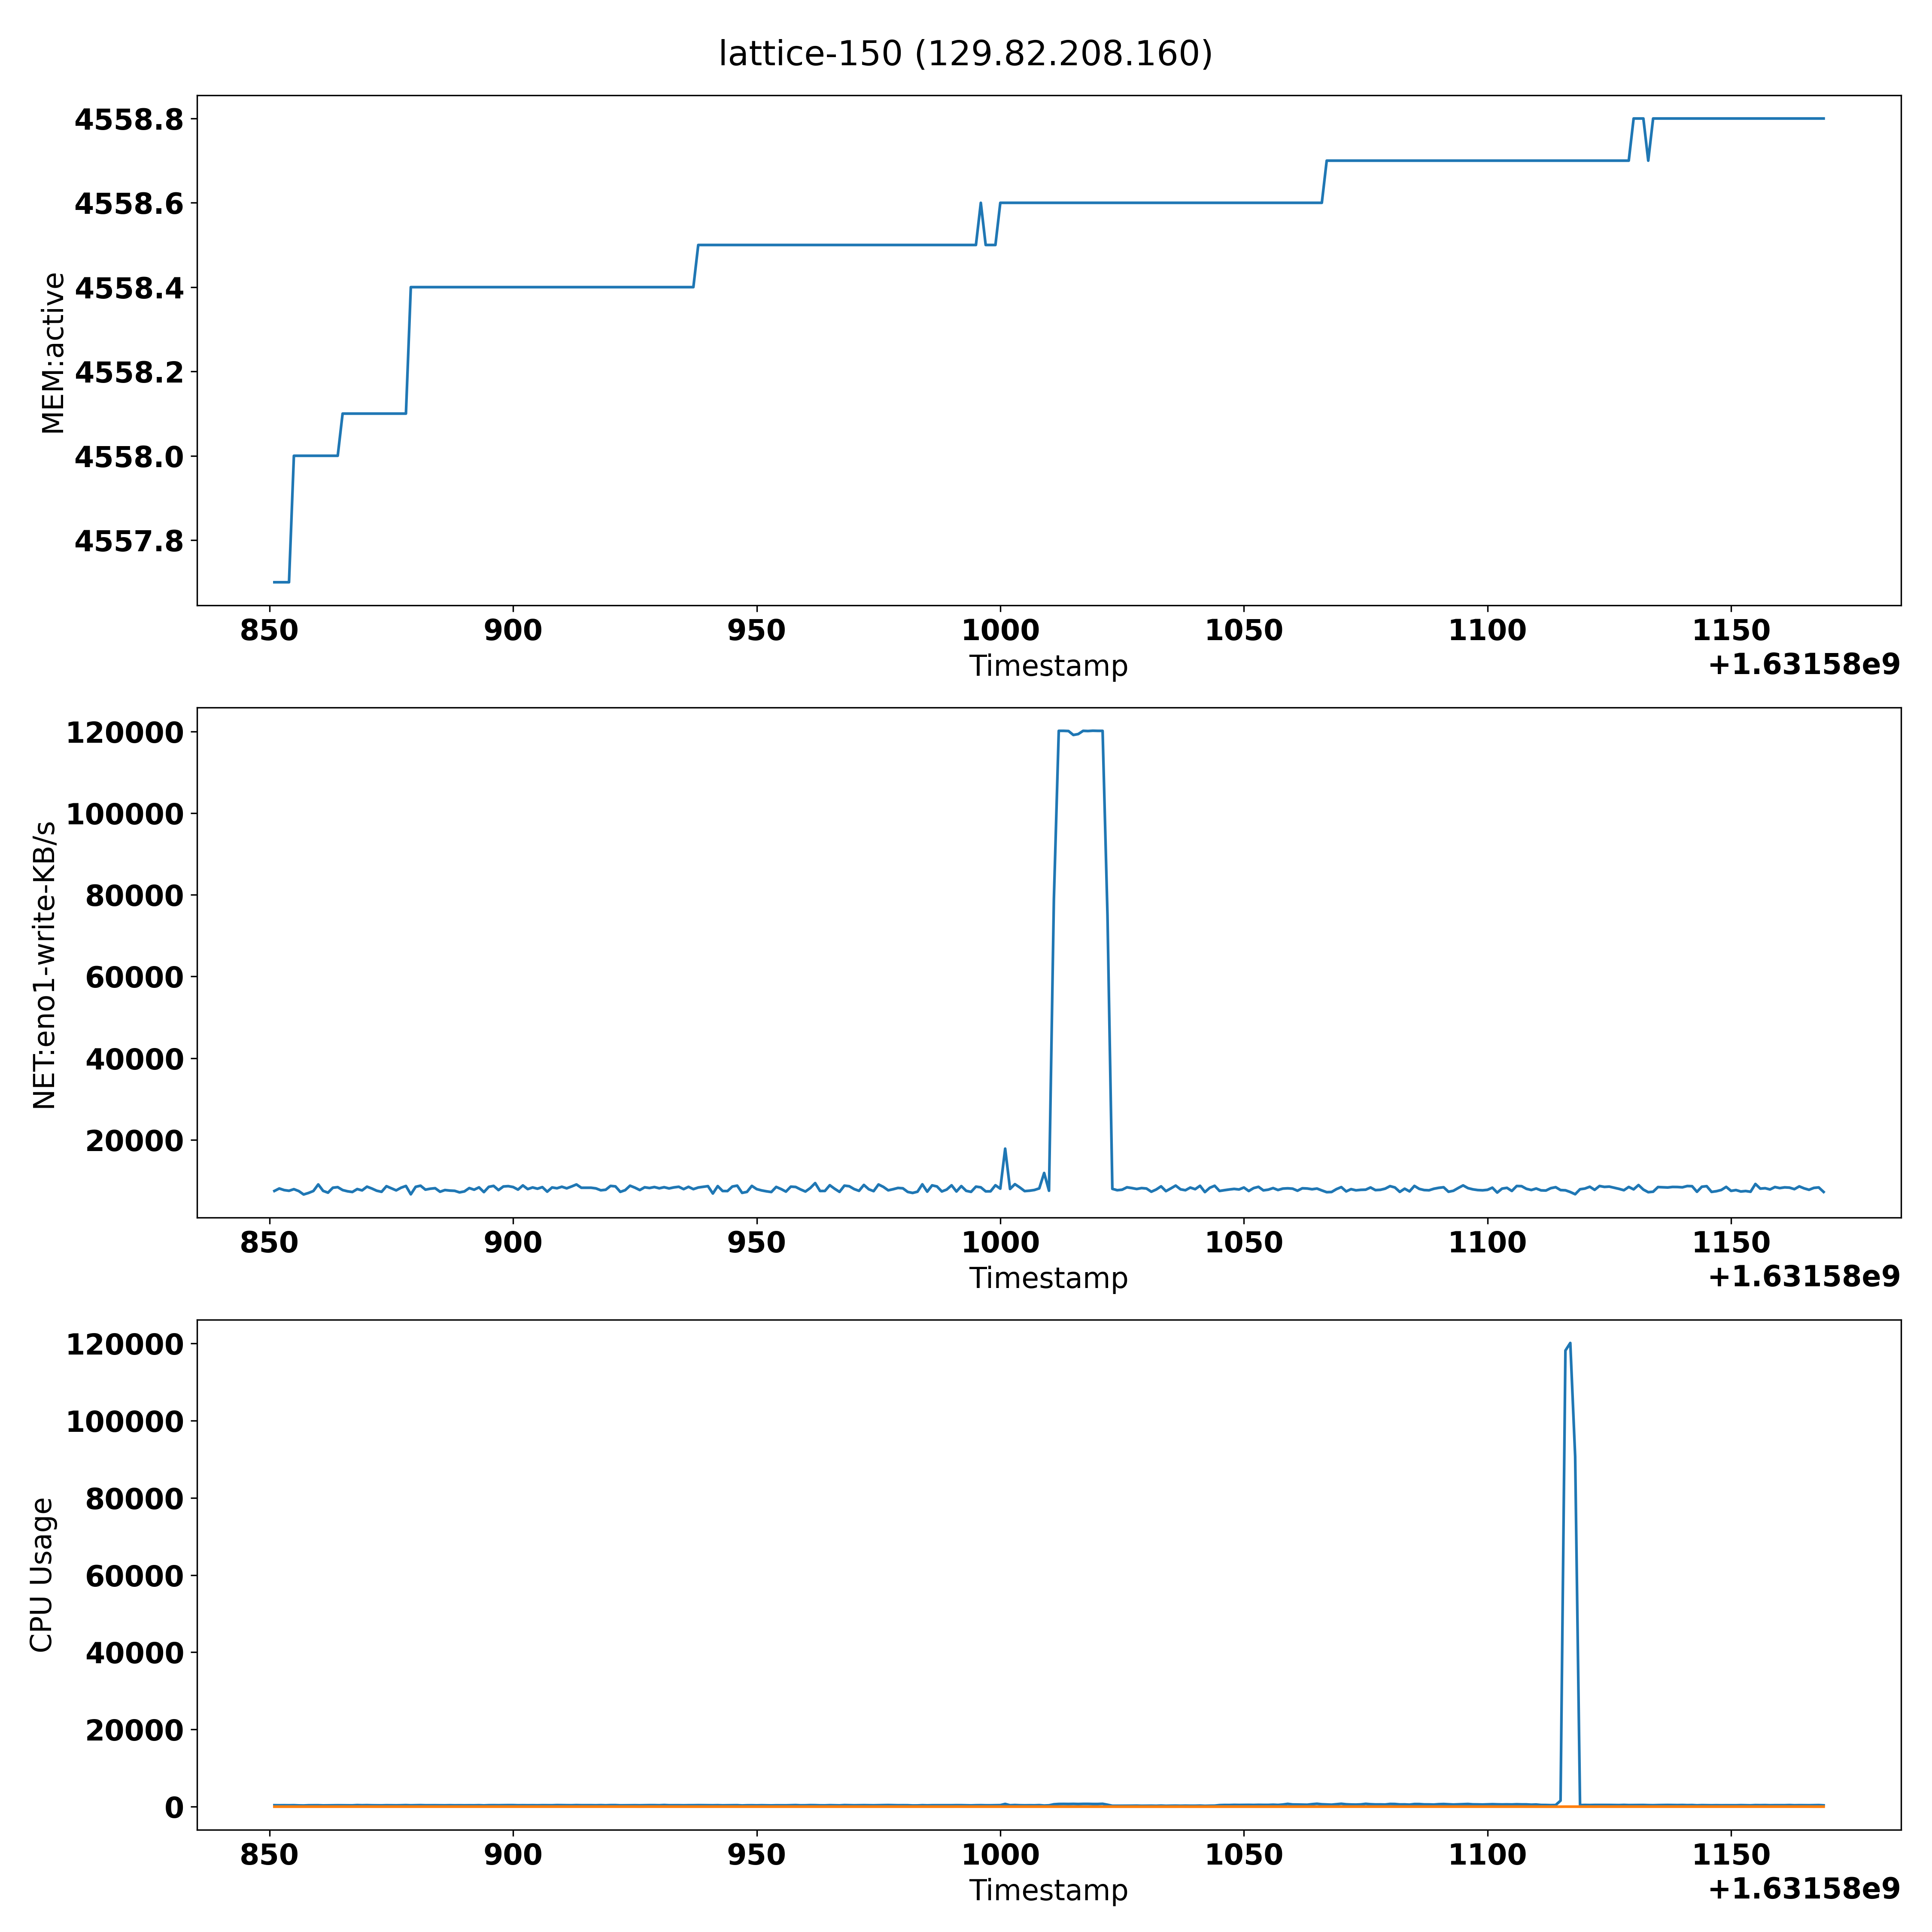 lattice-150 (129.82.208.160)
4558.8
4558.6
4558.4
4558.2
4558.0
4557.8
MEM:active
850 900 950 1000 1050 1100 1150
Timestamp
+1.63158e9
120000
100000
80000
60000
40000
20000
NET:eno1-write-KB/s
850 900 950 1000 1050 1100 1150
Timestamp
+1.63158e9
120000
100000
80000
60000
40000
20000
0
CPU Usage
850 900 950 1000 1050 1100 1150
Timestamp
+1.63158e9